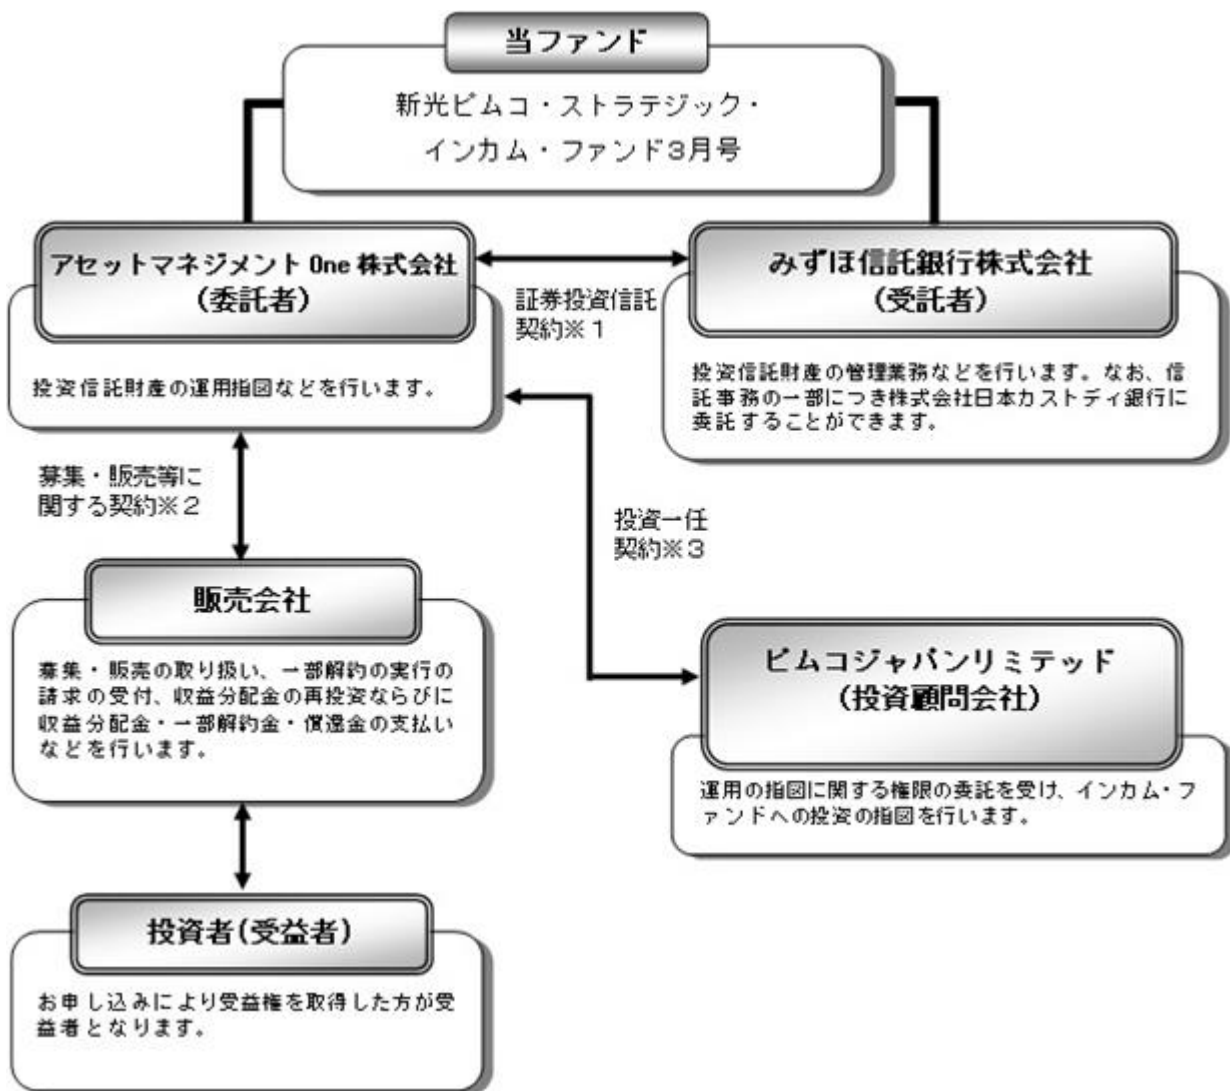 当ファンド
新光ピムコ・ストラテジック・
インカム・ファンド3月号
アセットマネジメント One 株式会社
(委託者)
投資信託財産の運用指図などを行います。
証券投資信託
契約※1
みずほ信託銀行株式会社
(受託者)
投資信託財産の管理業務などを行います。なお、信
託事務の一部につき株式会社日本カストディ銀行に
委託することができます。
募集・販売等に
関する契約※2
投資一任
契約※3
販売会社
募集・販売の取り扱い、一部解約の実行の
請求の受付、収益分配金の再投資ならびに
収益分配金・一部解約金・償還金の支払い
などを行います。
ピムコジャパンリミテッド
(投資顧問会社)
運用の指図に関する権限の委託を受け、インカム・フ
ァンドへの投資の指図を行います。
投資者(受益者)
お申し込みにより受益権を取得した方が受
益者となります。